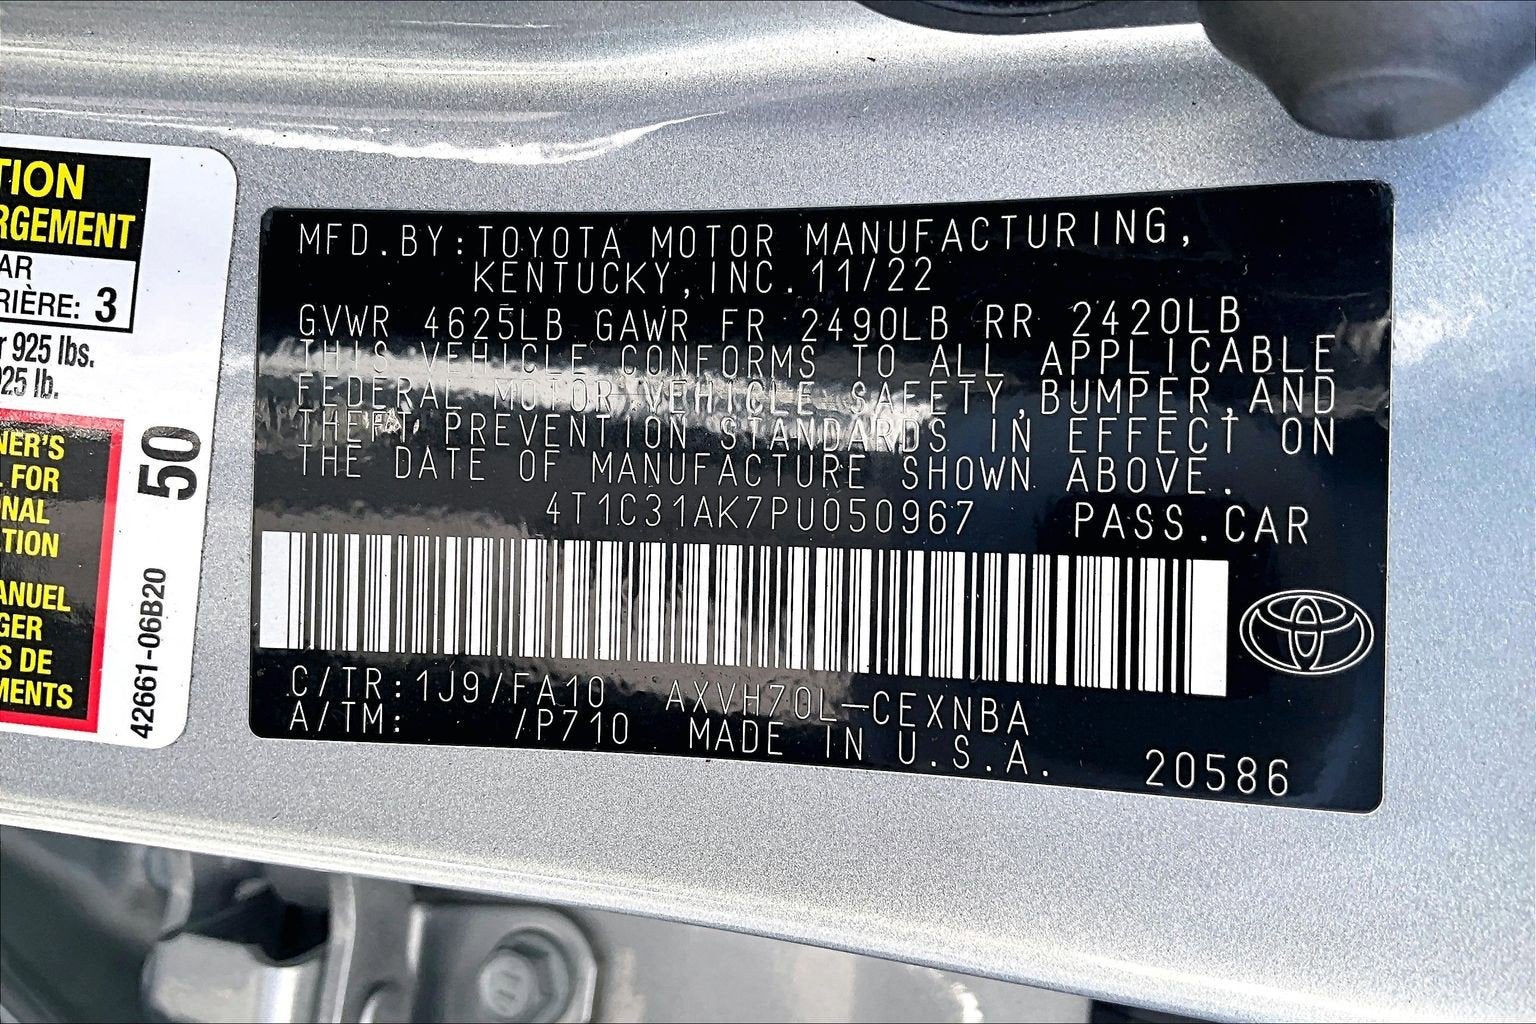 TION
RGEMENT
AR
RIÈRE: 3
r 925 lbs.
25 lb.
NER'S
L FOR
ONAL
TION
ANUEL
GER
S DE
MENTS
50
42661-06B20
MFD.BY:TOYOTA MOTOR MANUFACTURING,
KENTUCKY,INC.11/22
GVWR 4625LB GAWR FR 2490LB RR 2420LB
THIS VEHICLE CONFORMS TO ALL APPLICABLE
FEDERAL MOTOR VEHICLE SAFETY,BUMPER,AND
THEFT PREVENTION STANDARDS IN EFFECT ON
THE DATE OF MANUFACTURE SHOWN ABOVE.
4T1C31AK7PU050967 PASS.CAR
C/TR:1J9/FA10 AXVH70L-CEXNBA
A/TM: /P710 MADE IN U.S.A.
20586